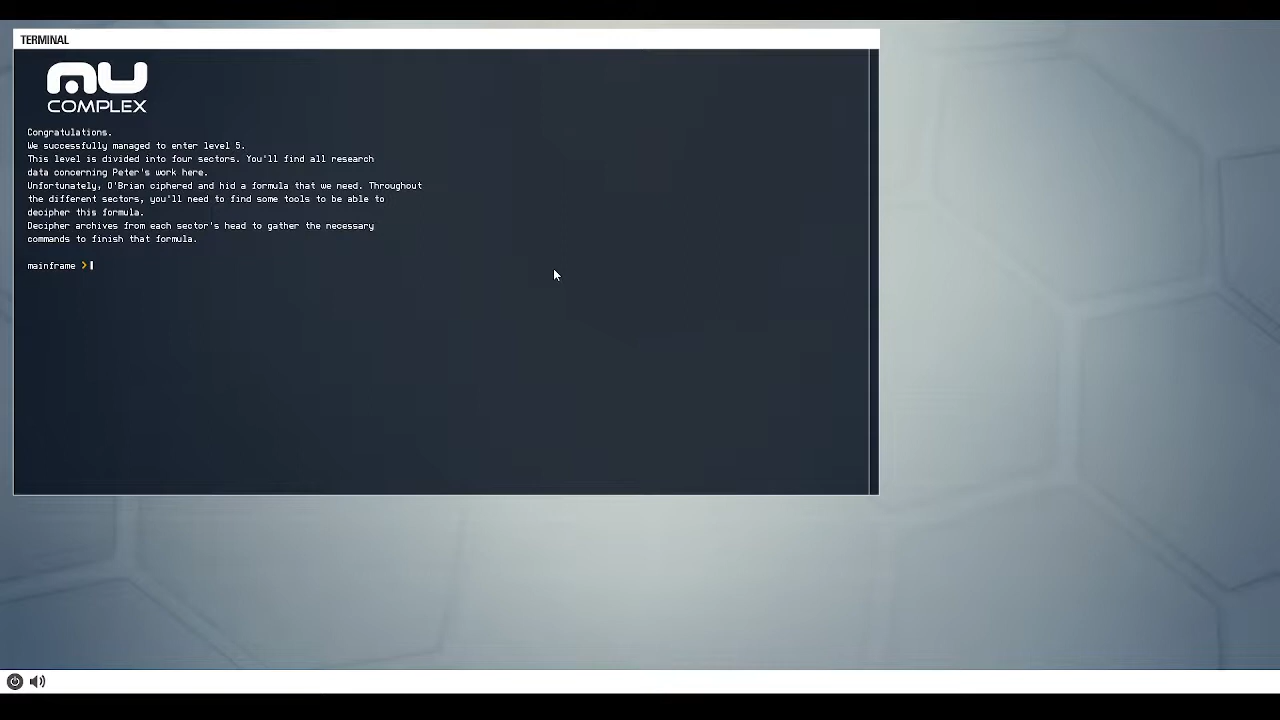 TERMINAL
MU
COMPLEX
Congratulations.
We successfully managed to enter level 5.
This level is divided into four sectors. You'll find all research
data concerning Peter's work here.
Unfortunately, O'Brian ciphered and hid a formula that we need. Throughout
the different sectors, you'll need to find some tools to be able to
decipher this formula.
Decipher archives from each sector's head to gather the necessary
commands to finish that formula.
mainframe >